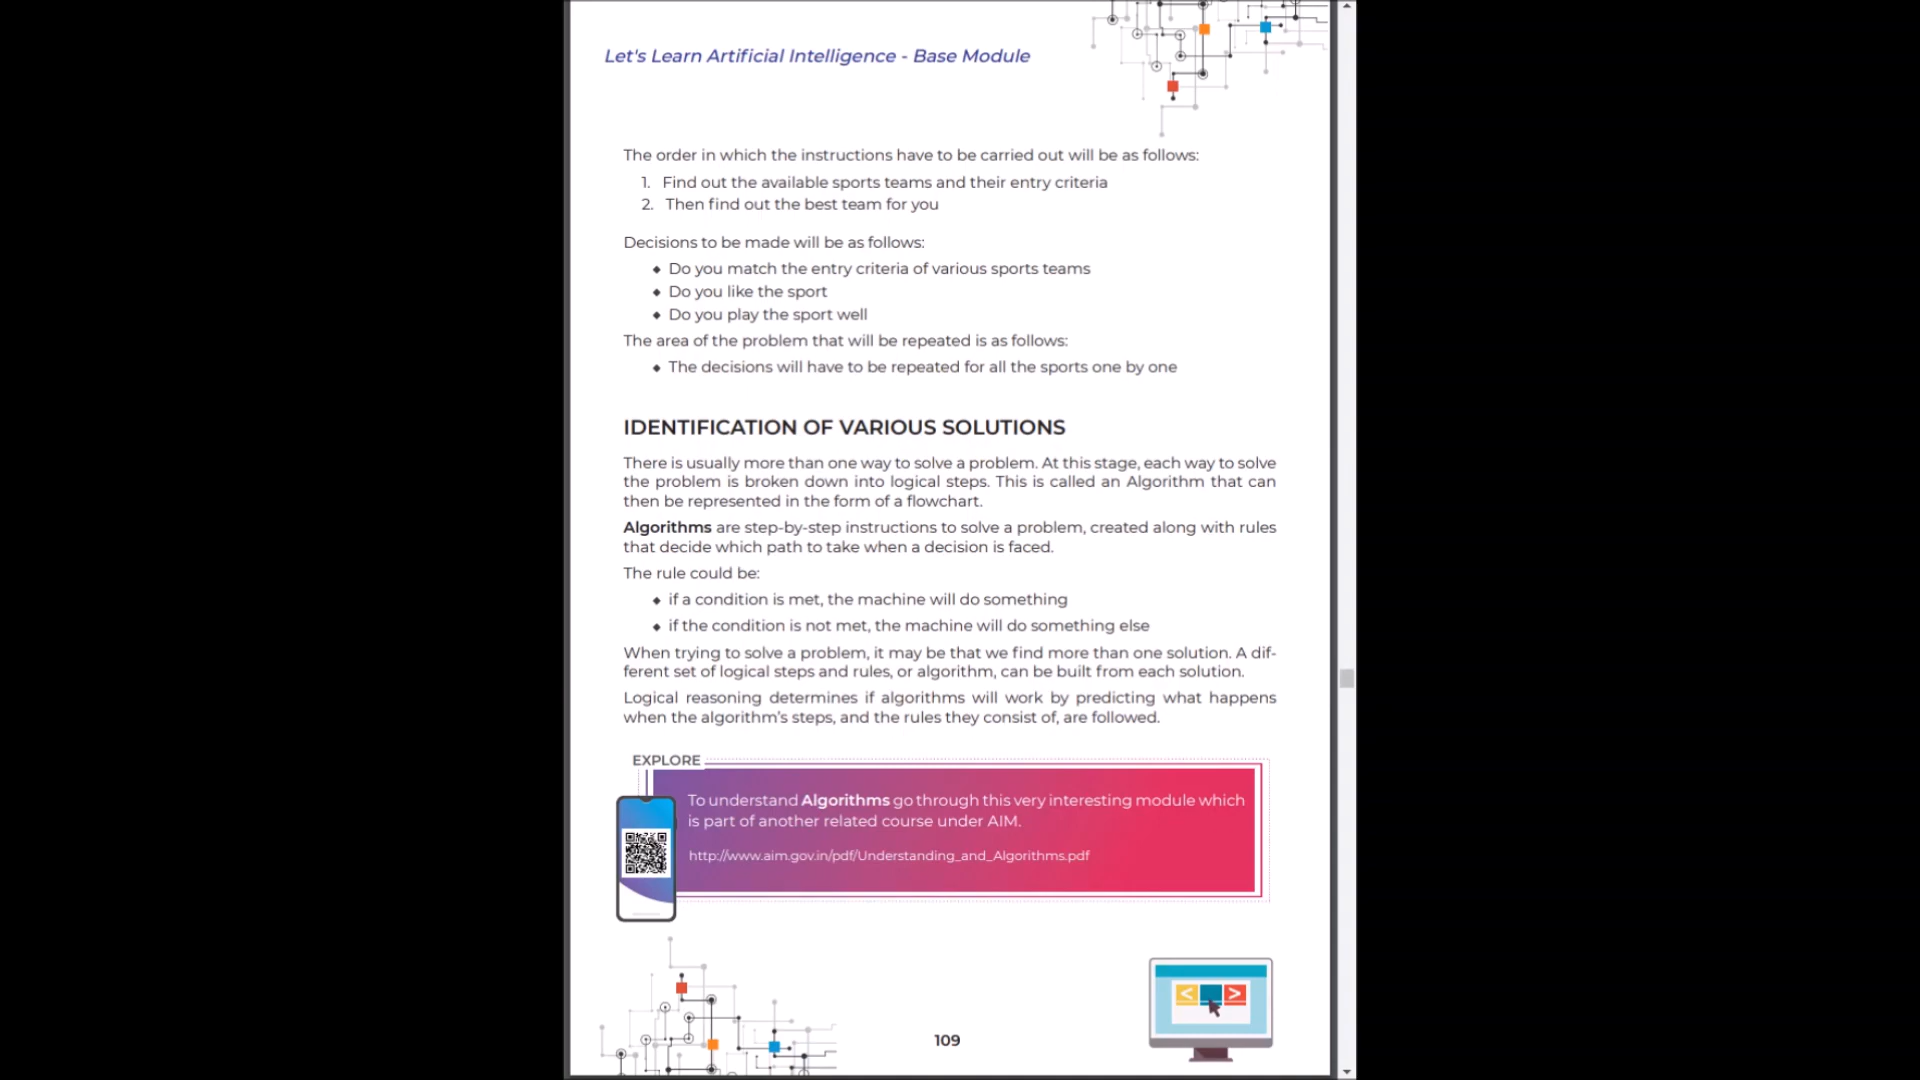 Let's Learn Artificial Intelligence - Base Module
The order in which the instructions have to be carried out will be as follows:
1. Find out the available sports teams and their entry criteria
2. Then find out the best team for you
Decisions to be made will be as follows:
◆ Do you match the entry criteria of various sports teams
◆ Do you like the sport
◆ Do you play the sport well
The area of the problem that will be repeated is as follows:
◆ The decisions will have to be repeated for all the sports one by one
IDENTIFICATION OF VARIOUS SOLUTIONS
There is usually more than one way to solve a problem. At this stage, each way to solve
the problem is broken down into logical steps. This is called an Algorithm that can
then be represented in the form of a flowchart.
Algorithms are step-by-step instructions to solve a problem, created along with rules
that decide which path to take when a decision is faced.
The rule could be:
◆ if a condition is met, the machine will do something
◆ if the condition is not met, the machine will do something else
When trying to solve a problem, it may be that we find more than one solution. A dif-
ferent set of logical steps and rules, or algorithm, can be built from each solution.
Logical reasoning determines if algorithms will work by predicting what happens
when the algorithm's steps, and the rules they consist of, are followed.
EXPLORE
To understand Algorithms go through this very interesting module which
is part of another related course under AIM.
http://www.aim.gov.in/pdf/Understanding_and_Algorithms.pdf
< >
109